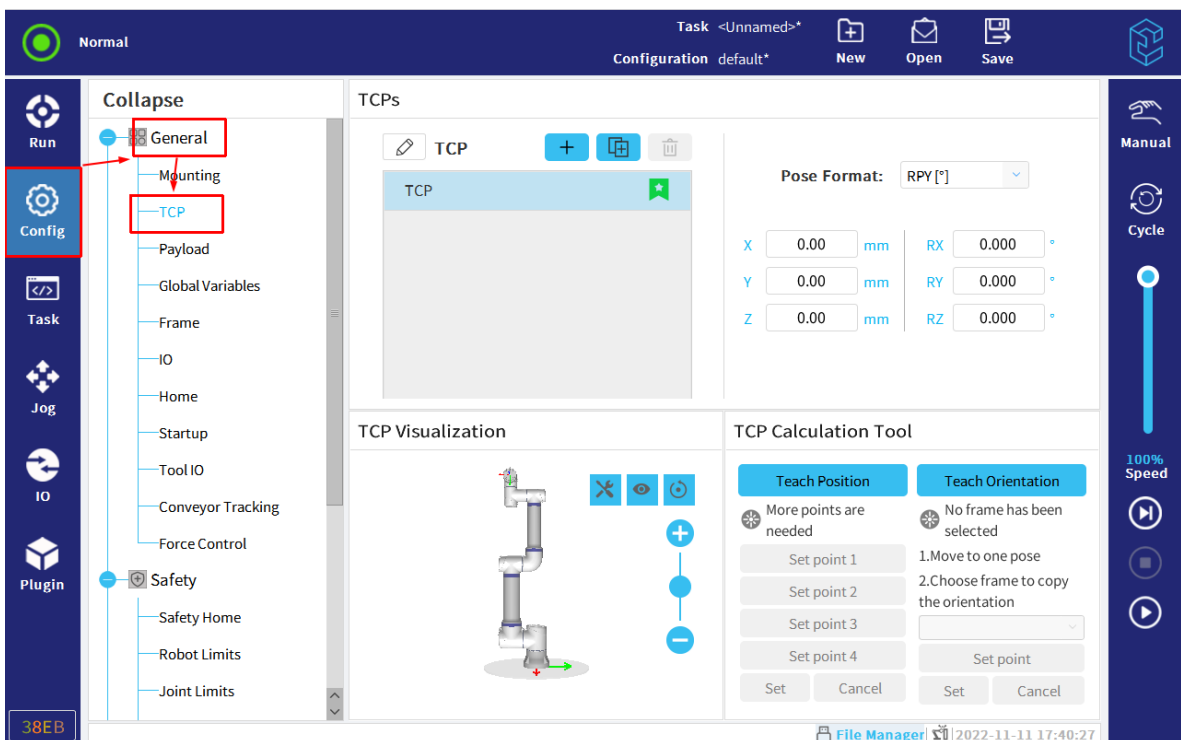 Normal
Task <Unnamed>*
Configuration default*
New
Open
Save
Run
Config
Task
Jog
IO
Plugin
38EB
Collapse
General
Mounting
TCP
Payload
Global Variables
Frame
IO
Home
Startup
Tool IO
Conveyor Tracking
Force Control
Safety
Safety Home
Robot Limits
Joint Limits
TCPs
TCP
TCP
Pose Format: RPY[°]
X 0.00 mm RX 0.000 °
Y 0.00 mm RY 0.000 °
Z 0.00 mm RZ 0.000 °
TCP Visualization
TCP Calculation Tool
Teach Position
More points are
needed
Set point 1
Set point 2
Set point 3
Set point 4
Set Cancel
Teach Orientation
No frame has been
selected
1.Move to one pose
2.Choose frame to copy
the orientation
Set point
Set Cancel
Manual
Cycle
100%
Speed
File Manager 2022-11-11 17:40:27